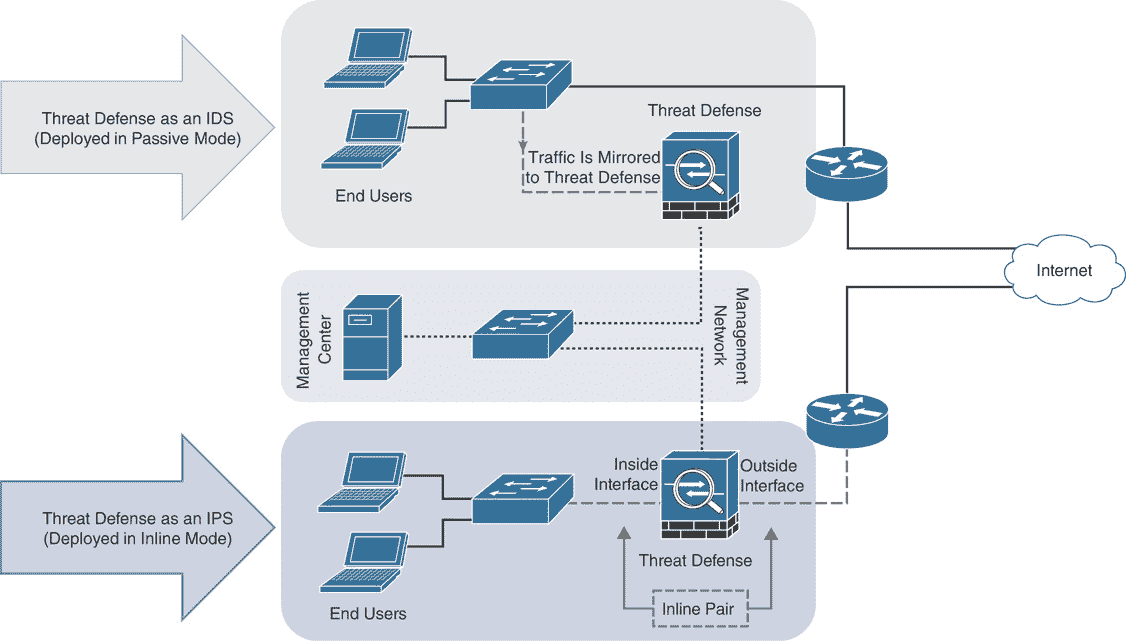 Threat Defense as an IDS
(Deployed in Passive Mode)
End Users
Threat Defense
Traffic Is Mirrored
to Threat Defense
Internet
Management
Center
Management
Network
Threat Defense as an IPS
(Deployed in Inline Mode)
End Users
Inside
Interface
Outside
Interface
Threat Defense
Inline Pair